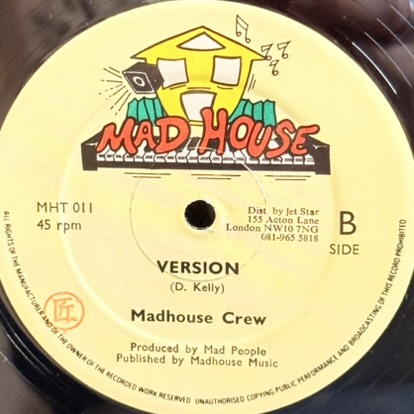 MAD HOUSE
MHT 011
45 rpm
Dist. by Jet Star
155 Acton Lane
London NW10 7NG
081-965 5818
B
SIDE
VERSION
(D. Kelly)
Madhouse Crew
Produced by Mad People
Published by Madhouse Music
匠
ALL RIGHTS OF THE MANUFACTURER AND OF THE OWNER OF THE RECORDED WORK RESERVED UNAUTHORISED COPYING PUBLIC PERFORMANCE AND BROADCASTING OF THIS RECORD PROHIBITED